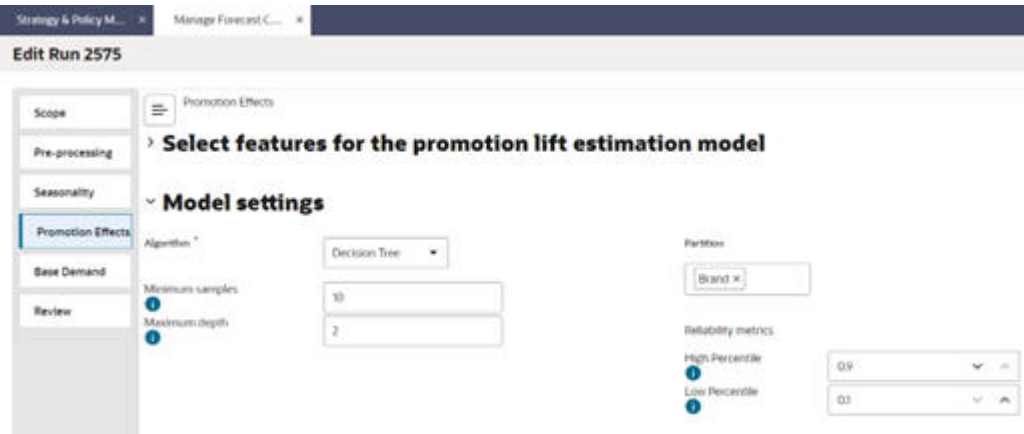 Strategy & Policy M... ×
Manage Forecast C... ×
Edit Run 2575
Scope
Pre-processing
Seasonality
Promotion Effects
Base Demand
Review
Promotion Effects
Select features for the promotion lift estimation model
Model settings
Algorithm *
Decision Tree
Minimum samples
10
Maximum depth
2
Partition
Brand ×
Reliability metrics
High Percentile
0.9
Low Percentile
0.1